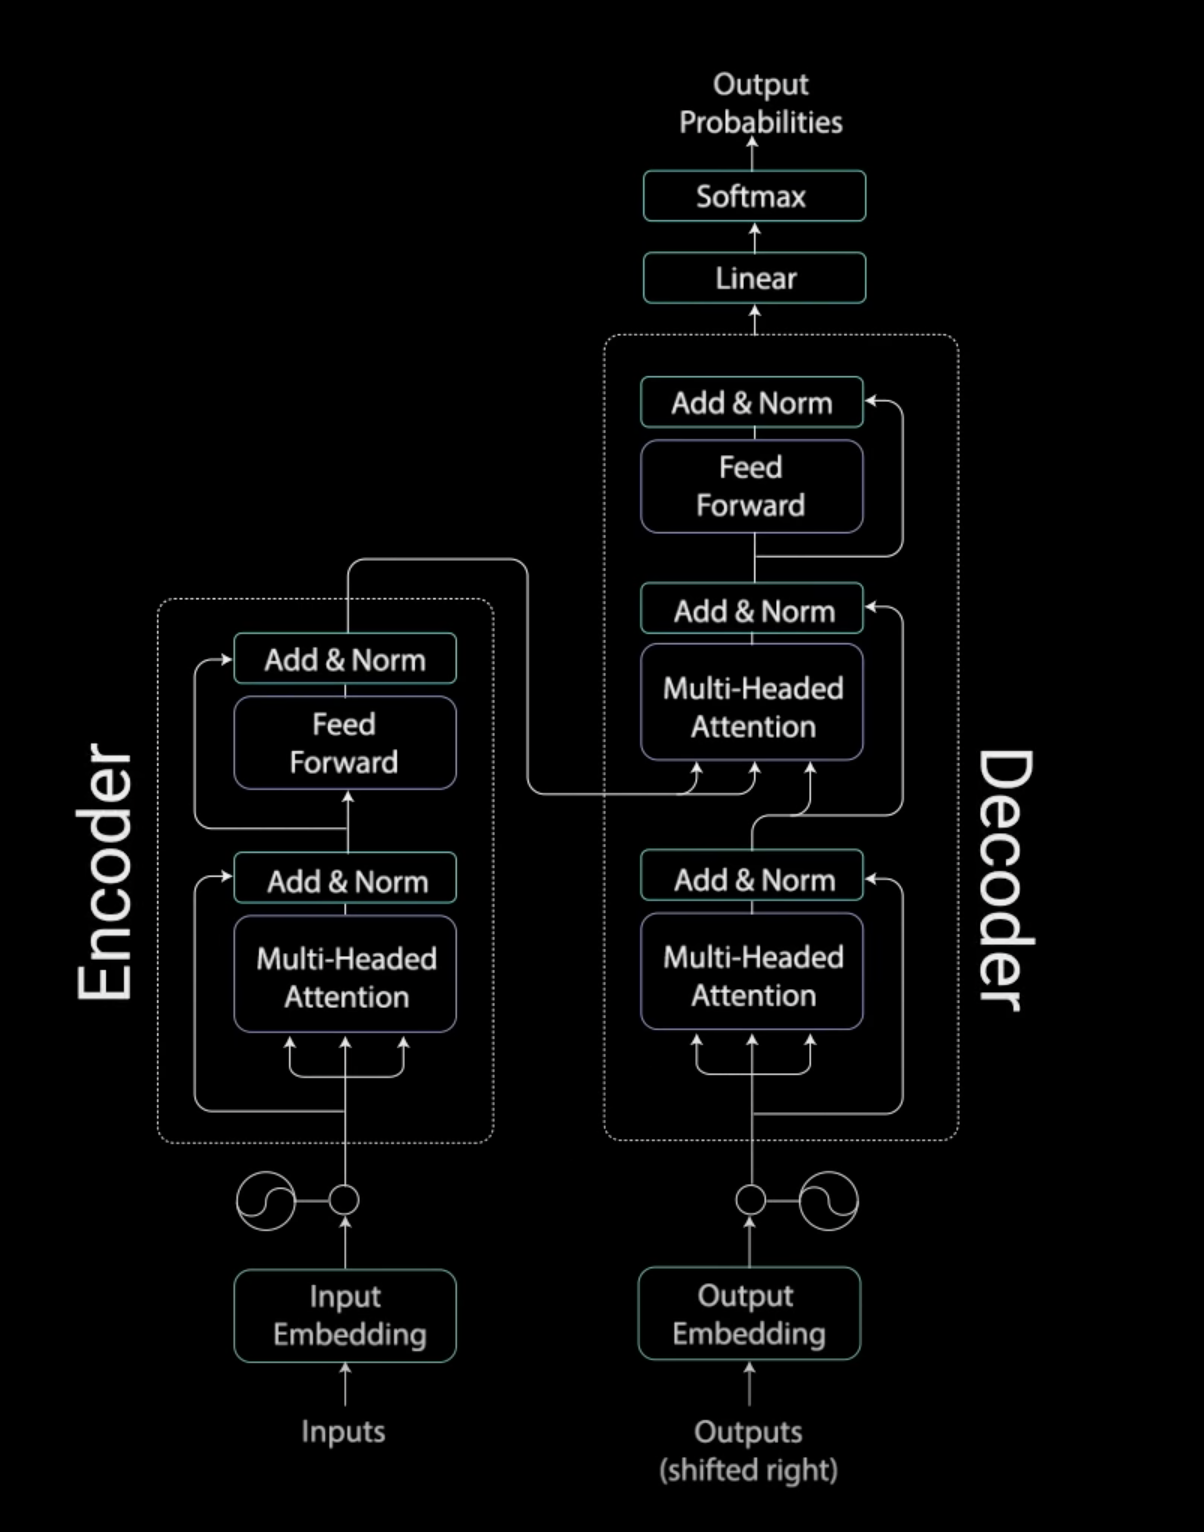 Output
Probabilities
Softmax
Linear
Add & Norm
Feed
Forward
Add & Norm
Multi-Headed
Attention
Add & Norm
Multi-Headed
Attention
Decoder
Output
Embedding
Outputs
(shifted right)
Encoder
Add & Norm
Feed
Forward
Add & Norm
Multi-Headed
Attention
Input
Embedding
Inputs